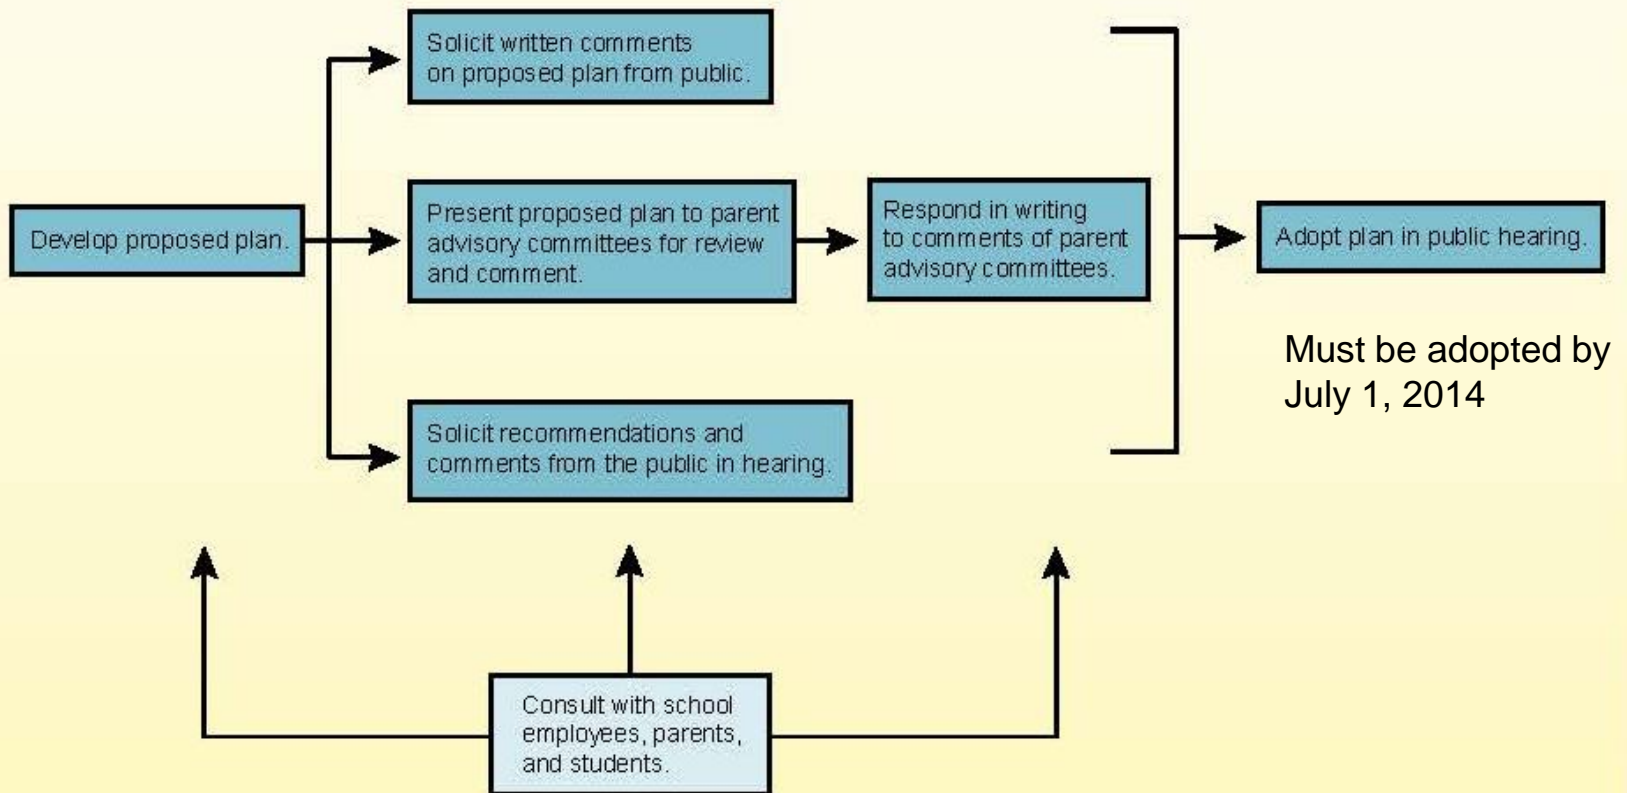 Solicit written comments
on proposed plan from public.
Develop proposed plan.
Present proposed plan to parent
advisory committees for review
and comment.
Respond in writing
to comments of parent
advisory committees.
Adopt plan in public hearing.
Must be adopted by
July 1, 2014
Solicit recommendations and
comments from the public in hearing.
Consult with school
employees, parents,
and students.